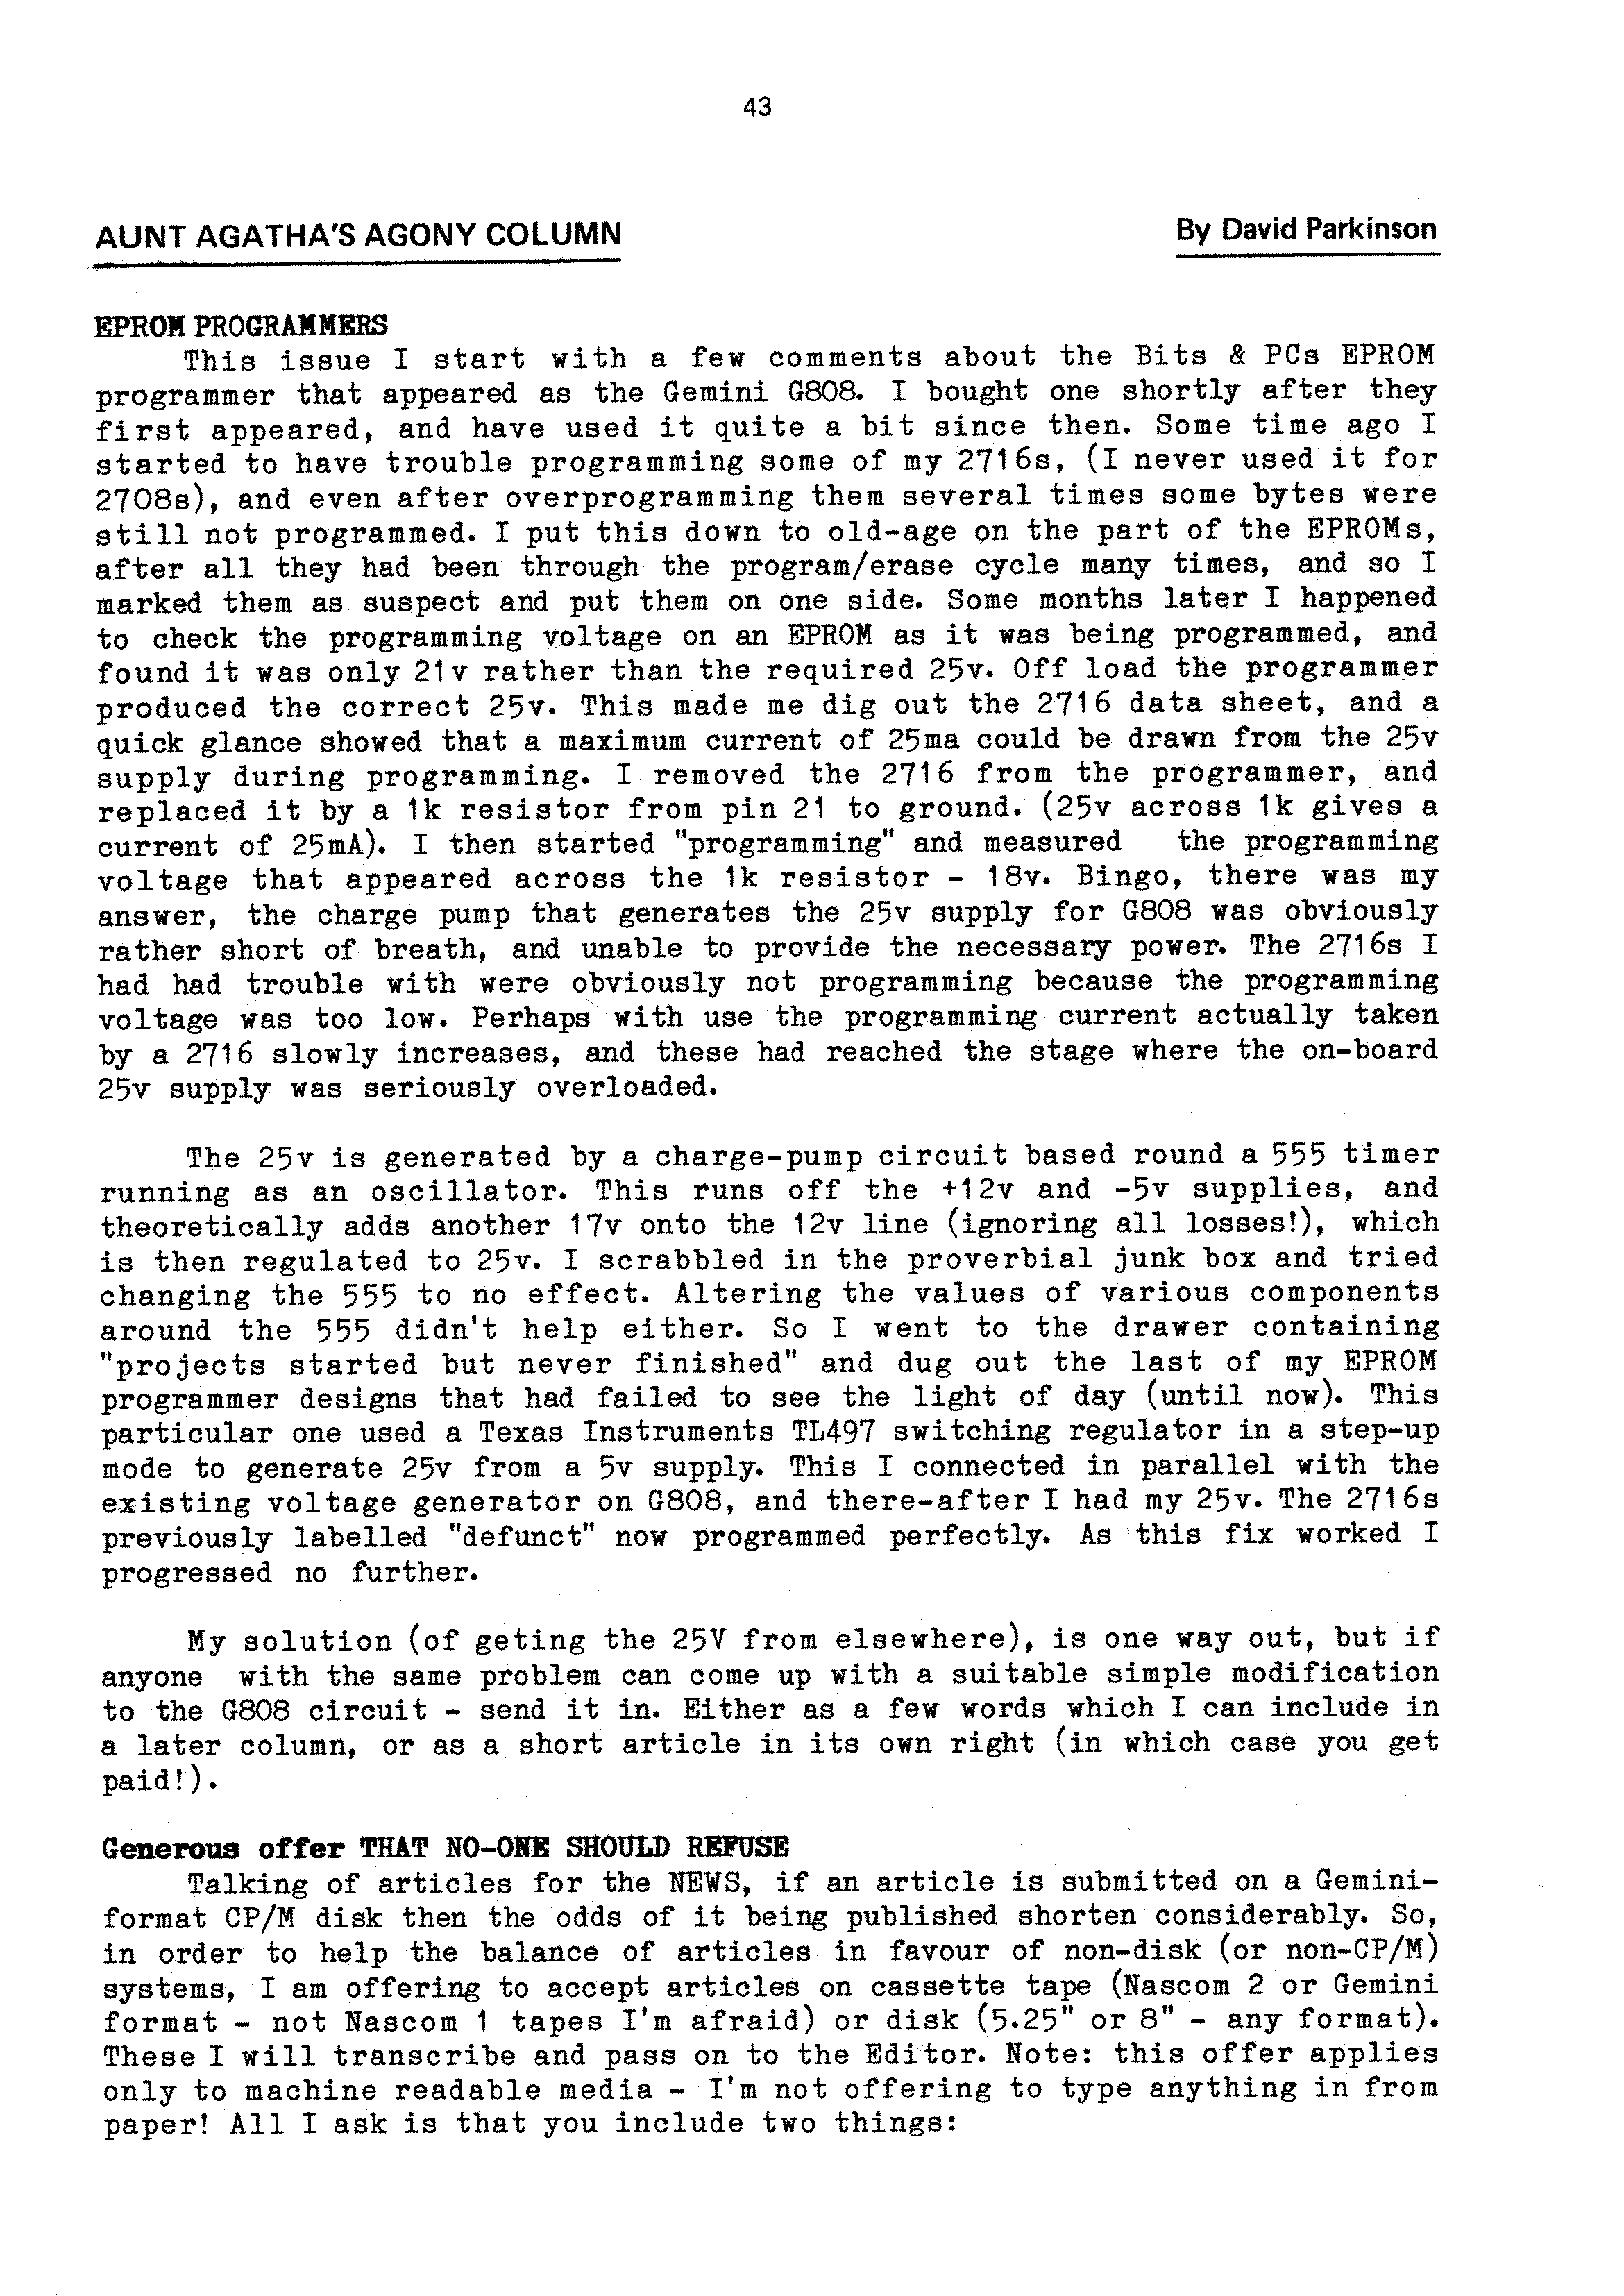 43
AUNT AGATHA'S AGONY COLUMN
By David Parkinson
EPROM PROGRAMMERS
This issue I start with a few comments about the Bits & PCs EPROM
programmer that appeared as the Gemini G808. I bought one shortly after they
first appeared, and have used it quite a bit since then. Some time ago I
started to have trouble programming some of my 2716s, (I never used it for
2708s), and even after overprogramming them several times some bytes were
still not programmed. I put this down to old-age on the part of the EPROMs,
after all they had been through the program/erase cycle many times, and so I
marked them as suspect and put them on one side. Some months later I happened
to check the programming voltage on an EPROM as it was being programmed, and
found it was only 21v rather than the required 25v. Off load the programmer
produced the correct 25v. This made me dig out the 2716 data sheet, and a
quick glance showed that a maximum current of 25ma could be drawn from the 25v
supply during programming. I removed the 2716 from the programmer, and
replaced it by a 1k resistor from pin 21 to ground. (25v across 1k gives a
current of 25mA). I then started "programming" and measured the programming
voltage that appeared across the 1k resistor - 18v. Bingo, there was my
answer, the charge pump that generates the 25v supply for G808 was obviously
rather short of breath, and unable to provide the necessary power. The 2716s I
had had trouble with were obviously not programming because the programming
voltage was too low. Perhaps with use the programming current actually taken
by a 2716 slowly increases, and these had reached the stage where the on-board
25v supply was seriously overloaded.
The 25v is generated by a charge-pump circuit based round a 555 timer
running as an oscillator. This runs off the +12v and -5v supplies, and
theoretically adds another 17v onto the 12v line (ignoring all losses!), which
is then regulated to 25v. I scrabbled in the proverbial junk box and tried
changing the 555 to no effect. Altering the values of various components
around the 555 didn't help either. So I went to the drawer containing
"projects started but never finished" and dug out the last of my EPROM
programmer designs that had failed to see the light of day (until now). This
particular one used a Texas Instruments TL497 switching regulator in a step-up
mode to generate 25v from a 5v supply. This I connected in parallel with the
existing voltage generator on G808, and there-after I had my 25v. The 2716s
previously labelled "defunct" now programmed perfectly. As this fix worked I
progressed no further.
My solution (of geting the 25V from elsewhere), is one way out, but if
anyone with the same problem can come up with a suitable simple modification
to the G808 circuit - send it in. Either as a few words which I can include in
a later column, or as a short article in its own right (in which case you get
paid!).
Generous offer THAT NO-ONE SHOULD REFUSE
Talking of articles for the NEWS, if an article is submitted on a Gemini-
format CP/M disk then the odds of it being published shorten considerably. So,
in order to help the balance of articles in favour of non-disk (or non-CP/M)
systems, I am offering to accept articles on cassette tape (Nascom 2 or Gemini
format - not Nascom 1 tapes I'm afraid) or disk (5.25" or 8" - any format).
These I will transcribe and pass on to the Editor. Note: this offer applies
only to machine readable media - I'm not offering to type anything in from
paper! All I ask is that you include two things: